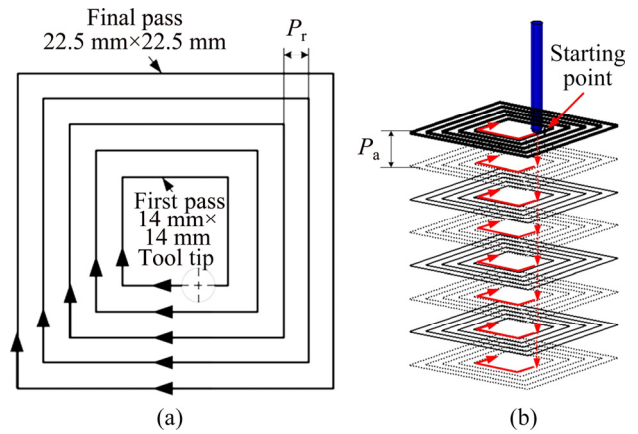 Final pass
22.5 mm×22.5 mm
Pr
First pass
14 mm×
14 mm
Tool tip
(a)
Starting
point
Pa
(b)